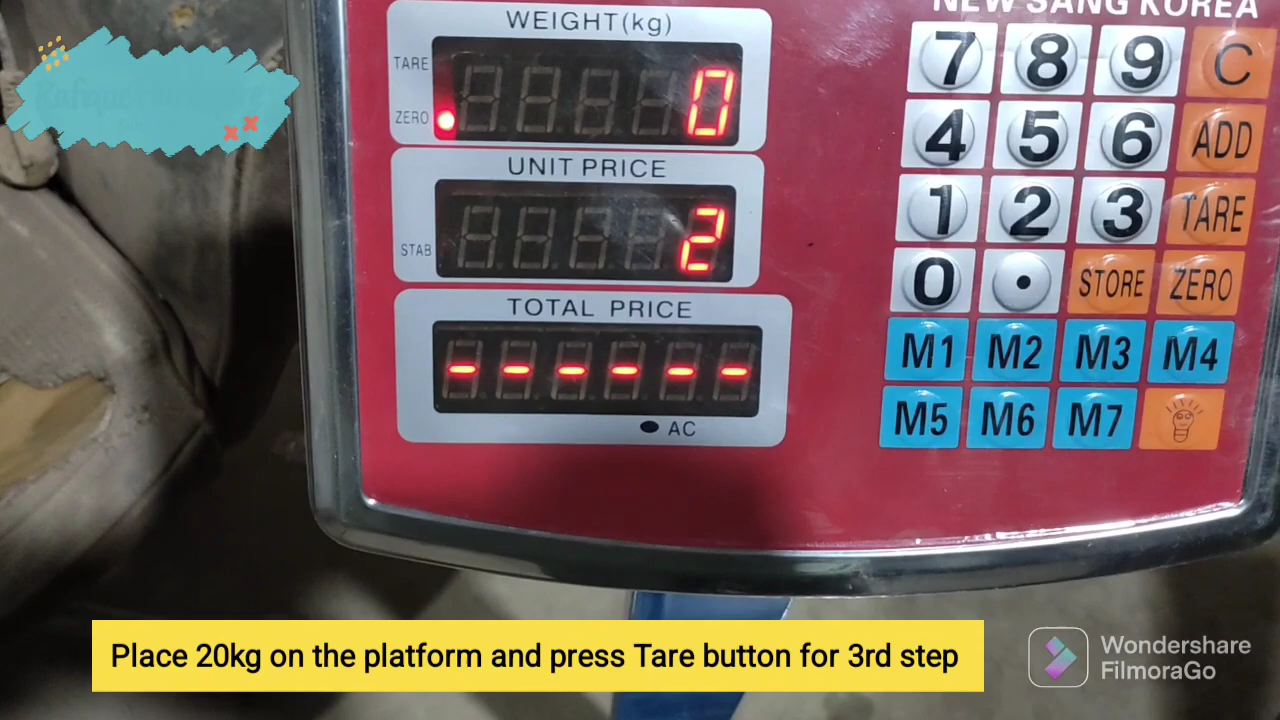 NEW SANG KOREA
WEIGHT(kg)
TARE
ZERO
0
UNIT PRICE
STAB
2
TOTAL PRICE
------
AC
7 8 9 C
4 5 6 ADD
1 2 3 TARE
0 . STORE ZERO
M1 M2 M3 M4
M5 M6 M7
Place 20kg on the platform and press Tare button for 3rd step
Wondershare
FilmoraGo